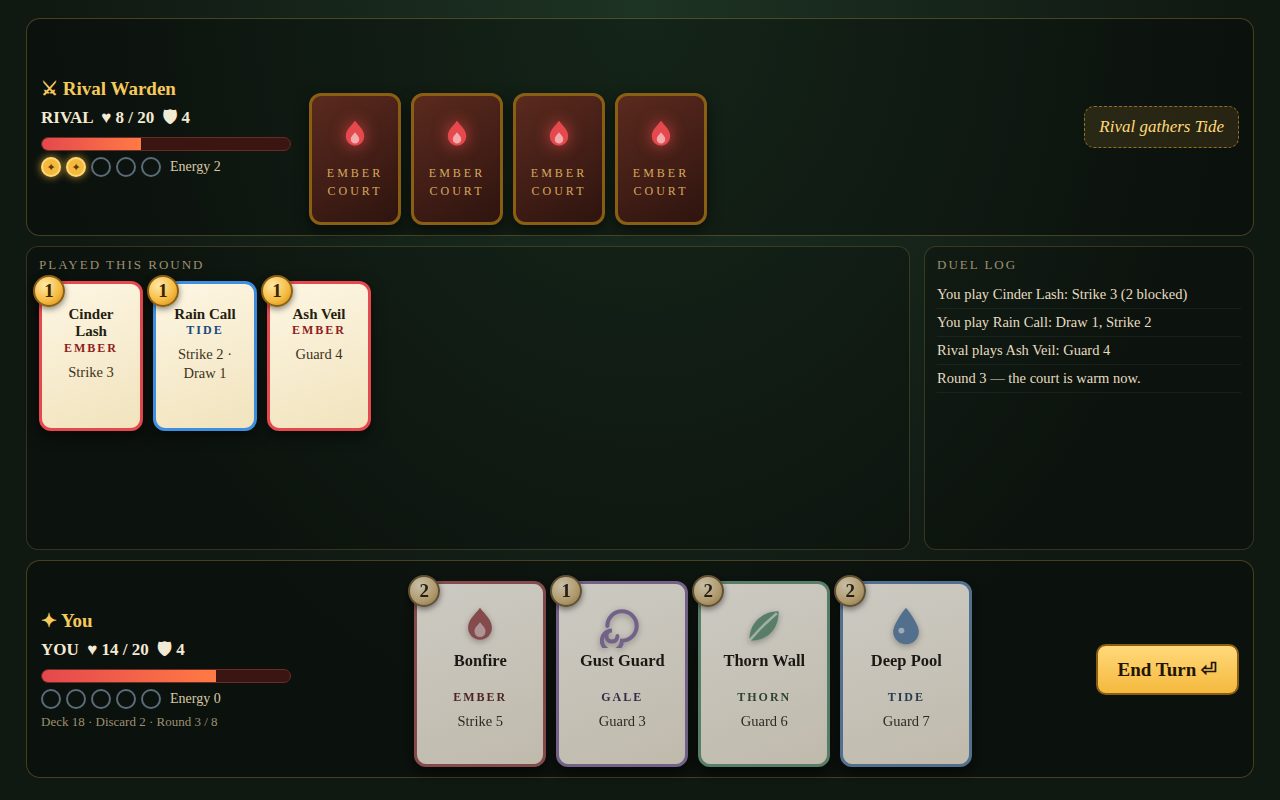 ⚔ Rival Warden
RIVAL ♥ 8 / 20 🛡 4
Energy 2
EMBER
COURT
EMBER
COURT
EMBER
COURT
EMBER
COURT
Rival gathers Tide
PLAYED THIS ROUND
1
Cinder
Lash
EMBER
Strike 3
1
Rain Call
TIDE
Strike 2 ·
Draw 1
1
Ash Veil
EMBER
Guard 4
DUEL LOG
You play Cinder Lash: Strike 3 (2 blocked)
You play Rain Call: Draw 1, Strike 2
Rival plays Ash Veil: Guard 4
Round 3 — the court is warm now.
✦ You
YOU ♥ 14 / 20 🛡 4
Energy 0
Deck 18 · Discard 2 · Round 3 / 8
2
Bonfire
EMBER
Strike 5
1
Gust Guard
GALE
Guard 3
2
Thorn Wall
THORN
Guard 6
2
Deep Pool
TIDE
Guard 7
End Turn ⏎